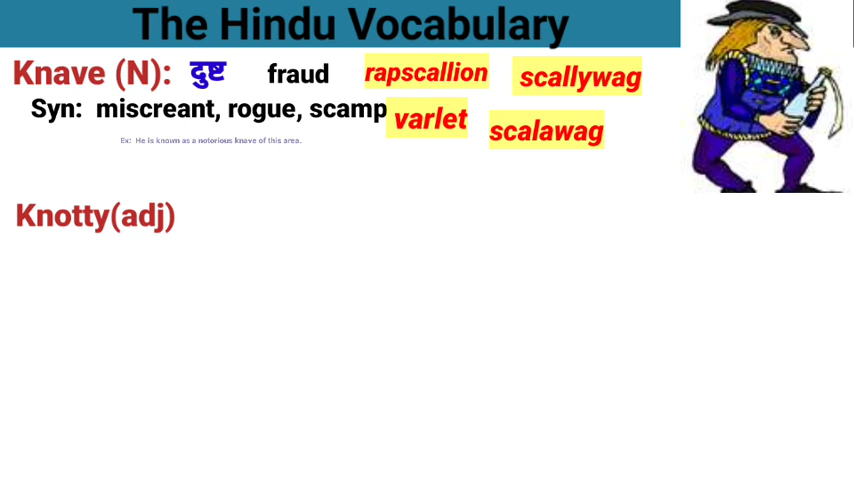 The Hindu Vocabulary
Knave (N): दुष्ट fraud rapscallion scallywag
Syn: miscreant, rogue, scamp varlet scalawag
Ex: He is known as a notorious knave of this area.
Knotty(adj)